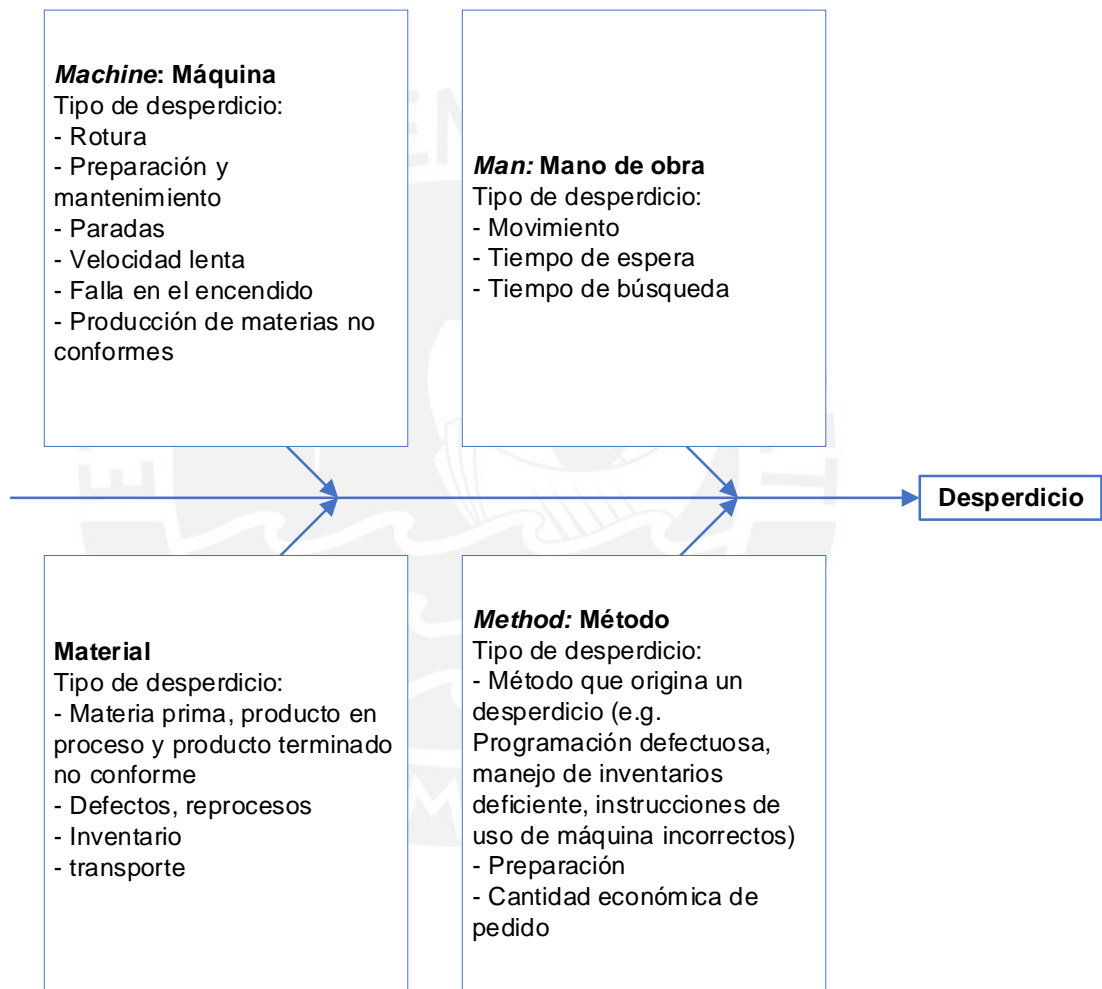 Machine: Máquina
Tipo de desperdicio:
- Rotura
- Preparación y
mantenimiento
- Paradas
- Velocidad lenta
- Falla en el encendido
- Producción de materias no
conformes
Man: Mano de obra
Tipo de desperdicio:
- Movimiento
- Tiempo de espera
- Tiempo de búsqueda
Desperdicio
Material
Tipo de desperdicio:
- Materia prima, producto en
proceso y producto terminado
no conforme
- Defectos, reprocesos
- Inventario
- transporte
Method: Método
Tipo de desperdicio:
- Método que origina un
desperdicio (e.g.
Programación defectuosa,
manejo de inventarios
deficiente, instrucciones de
uso de máquina incorrectos)
- Preparación
- Cantidad económica de
pedido